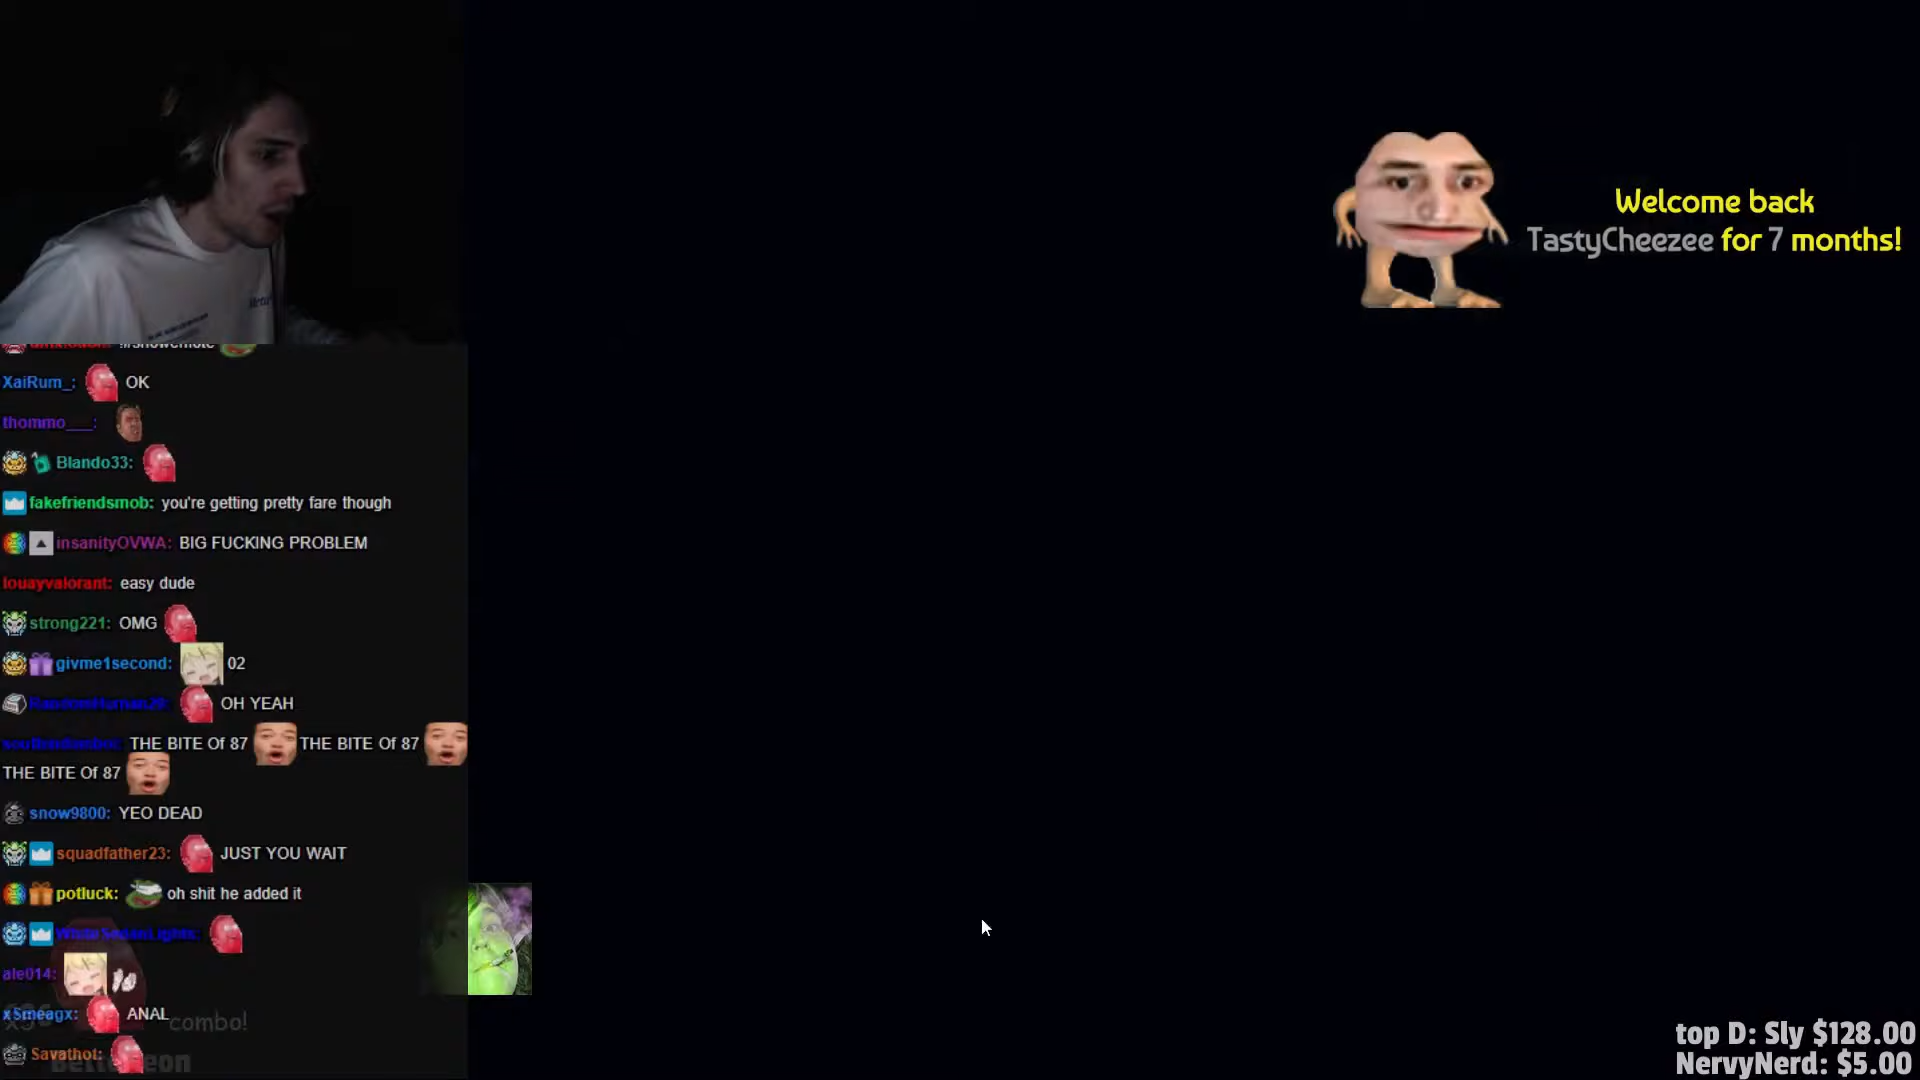 Welcome back
TastyCheezee for 7 months!
XaiRum_: OK
thommo___:
Blando33:
fakefriendsmob: you're getting pretty fare though
insanityOVWA: BIG FUCKING PROBLEM
louayvalorant: easy dude
strong221: OMG
givme1second: 02
RandomHuman29: OH YEAH
THE BITE Of 87 THE BITE Of 87
THE BITE Of 87
snow9800: YEO DEAD
squadfather23: JUST YOU WAIT
potluck: oh shit he added it
WhiteSedanLights:
ale014:
x5meagx: ANAL
combo!
Savathot:
top D: Sly $128.00
NervyNerd: $5.00